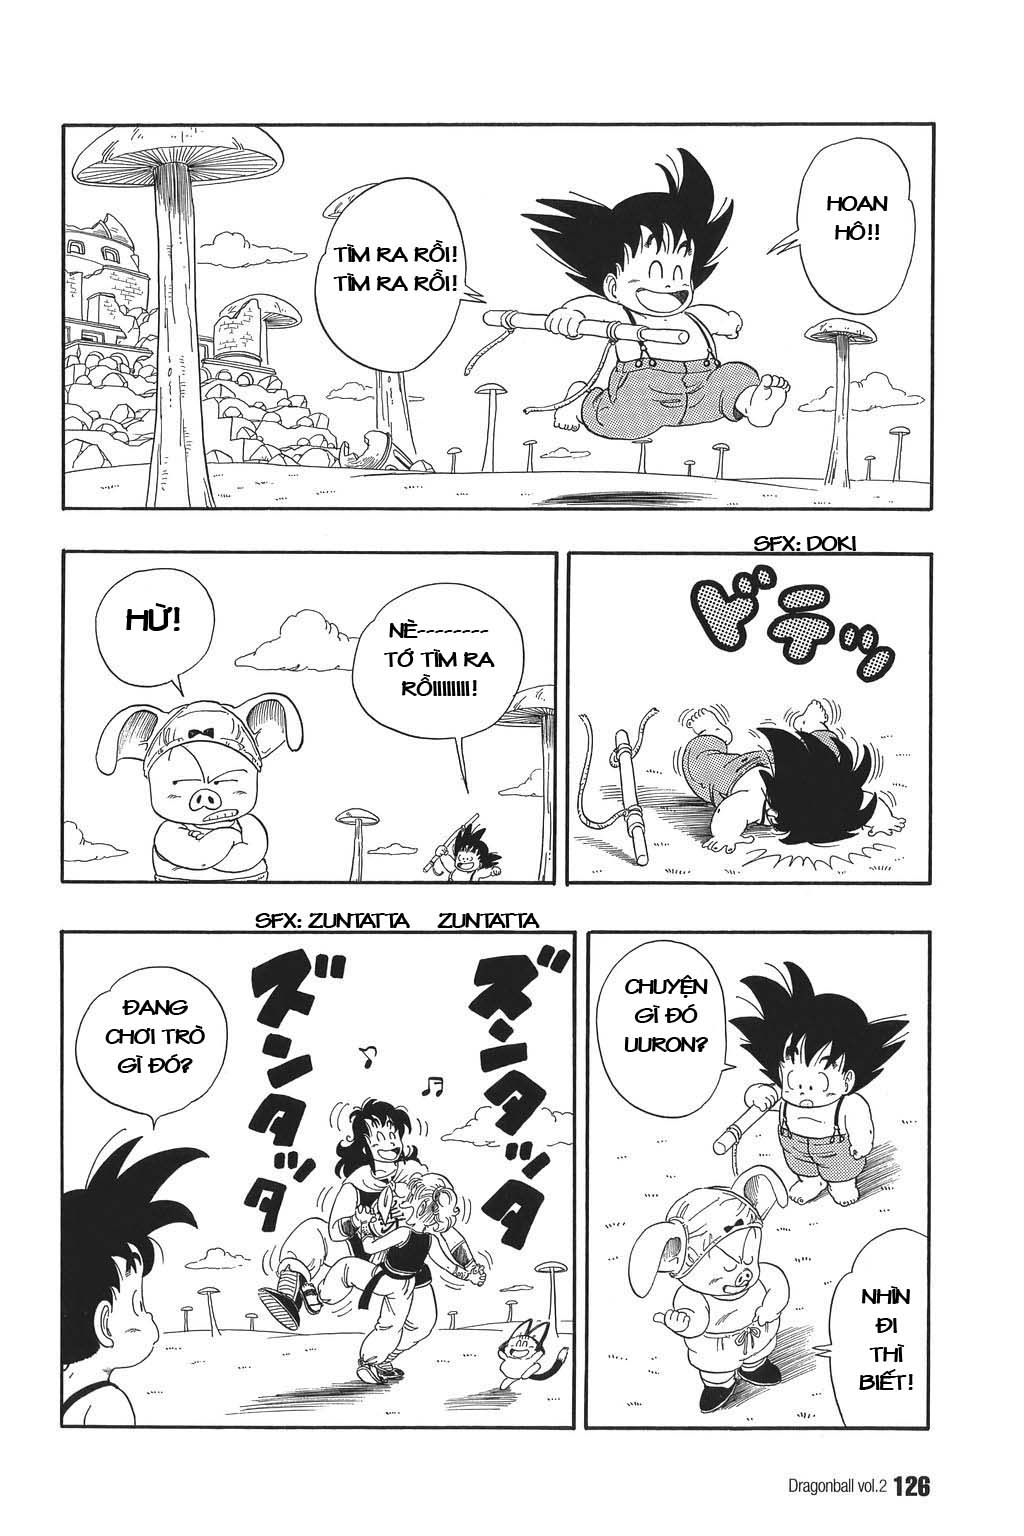 HOAN
HÔ!!
TÌM RA RỒI!
TÌM RA RỒI!
SFX: DOKI
ドテッ
NÈ--------
TỚ TÌM RA
RỒIIIIIIII!
HỪ!
CHUYỆN
GÌ ĐÓ
UURON?
NHÌN
ĐI
THÌ
BIẾT!
SFX: ZUNTATTA ZUNTATTA
ズンタッタ
ズンタッタ
ĐANG
CHƠI TRÒ
GÌ ĐÓ?
Dragonball vol.2 126